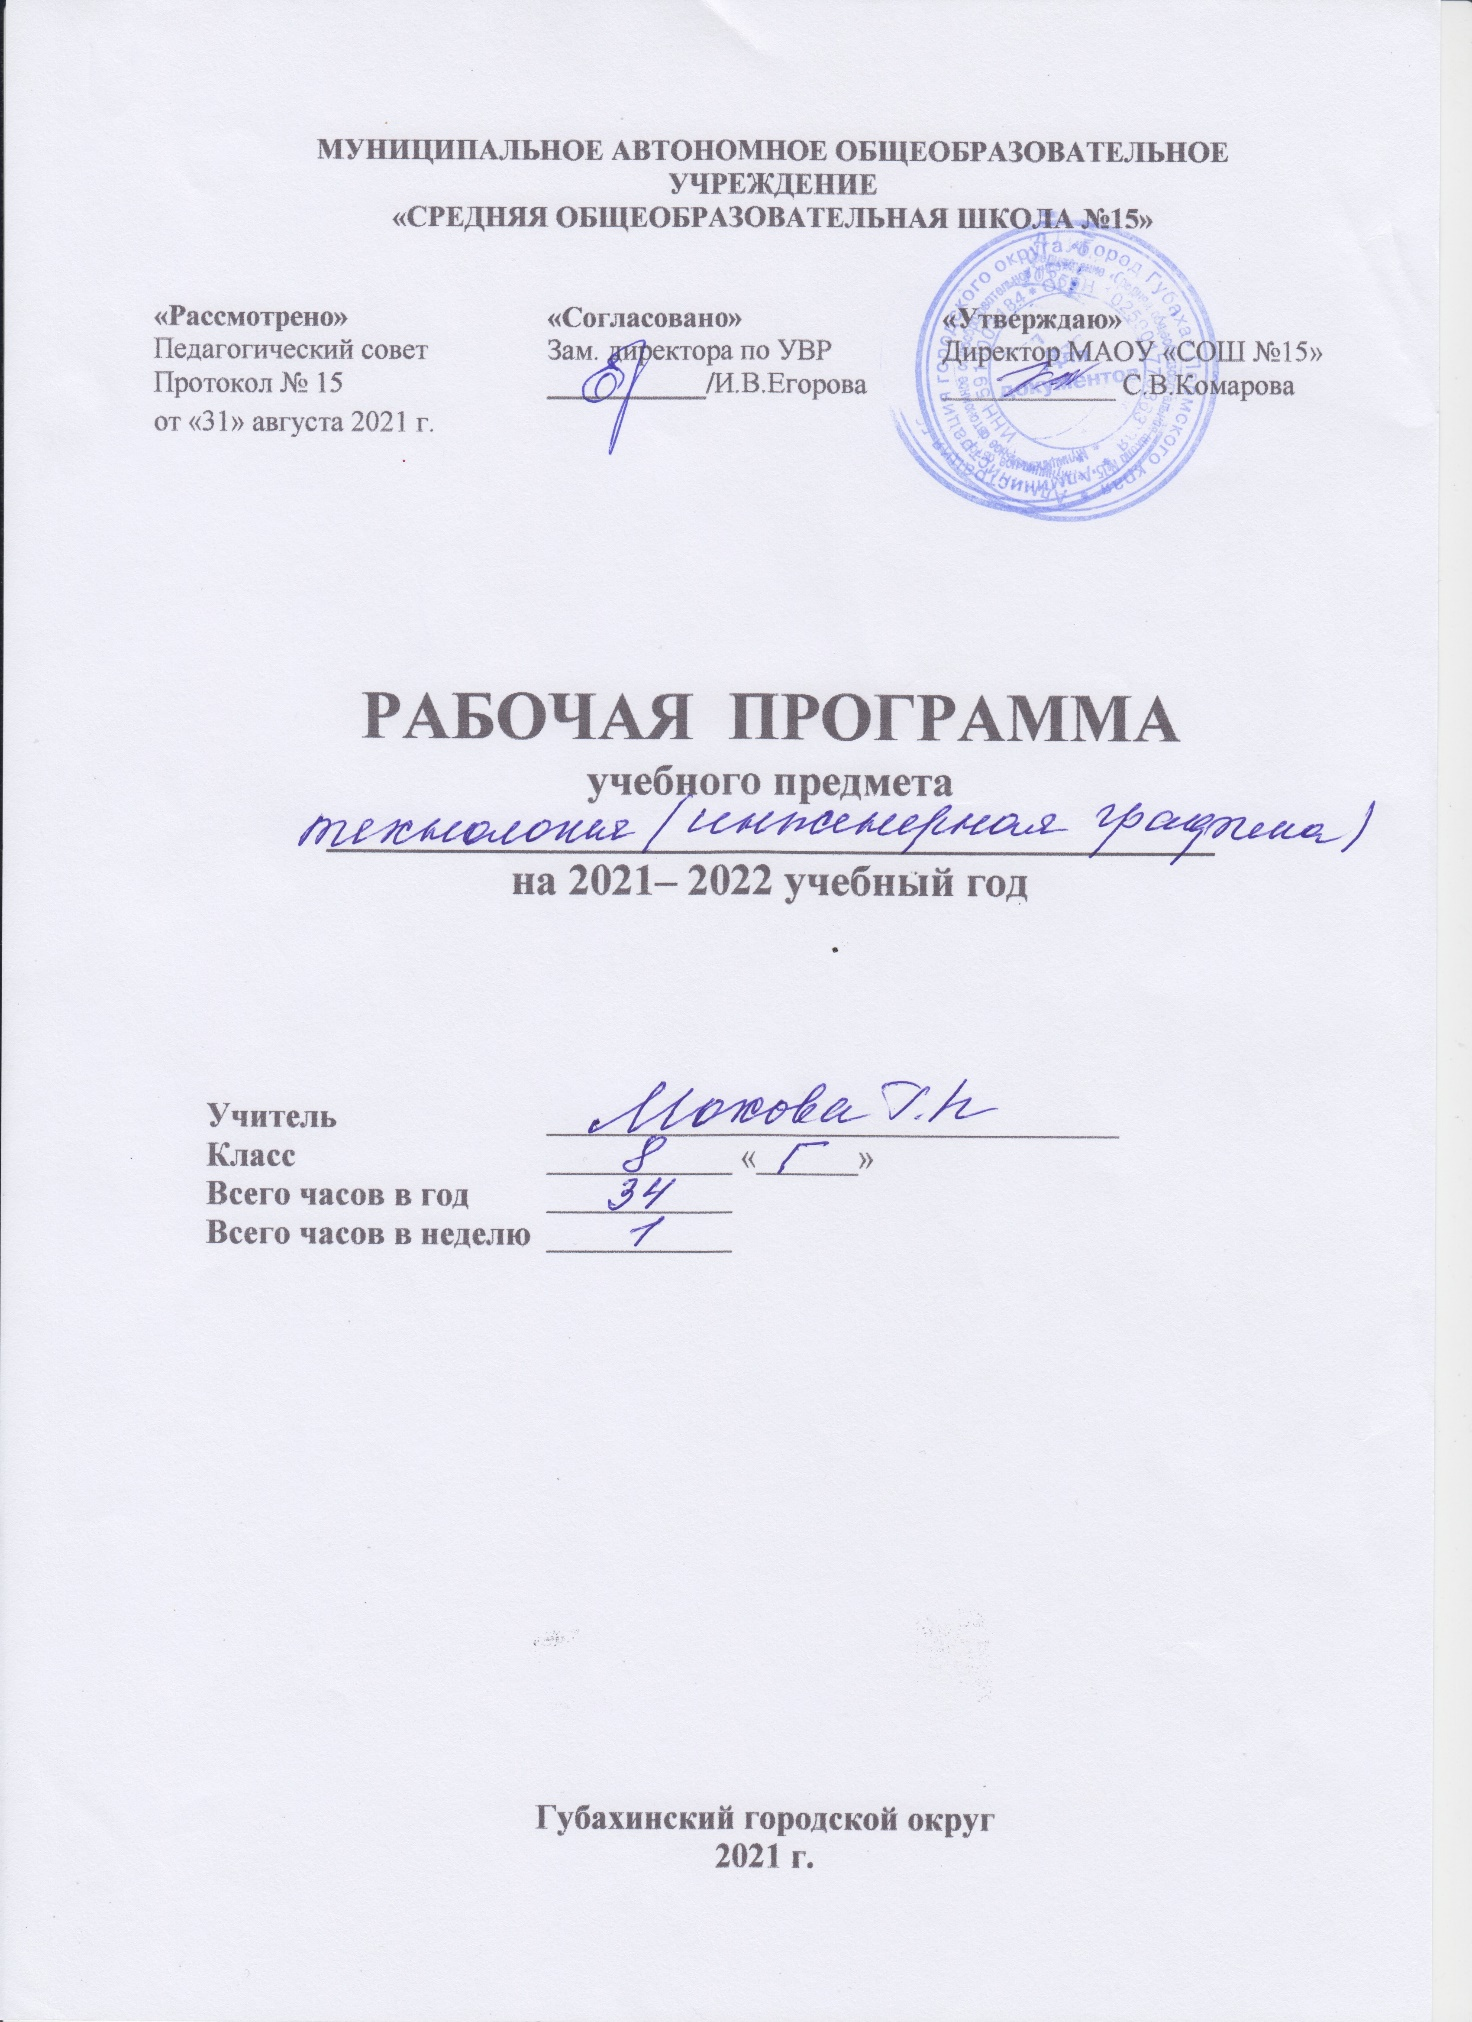 МУНИЦИПАЛЬНОЕ АВТОНОМНОЕ ОБЩЕОБРАЗОВАТЕЛЬНОЕ
УЧРЕЖДЕНИЕ
«СРЕДНЯЯ ОБЩЕОБРАЗОВАТЕЛЬНАЯ ШКОЛА №15»
«Рассмотрено»
Педагогический совет
Протокол № 15
от «31» августа 2021 г.
«Согласовано»
Зам. директора по УВР
/И.В.Егорова
«Утверждаю»
Директор МАОУ «СОШ №15»
С.В.Комарова
документов
РАБОЧАЯ ПРОГРАММА
учебного предмета
технология (инженерная графика)
на 2021– 2022 учебный год
Учитель Мохова Т.Н
Класс 8 «Г»
Всего часов в год 34
Всего часов в неделю 1
Губахинский городской округ
2021 г.